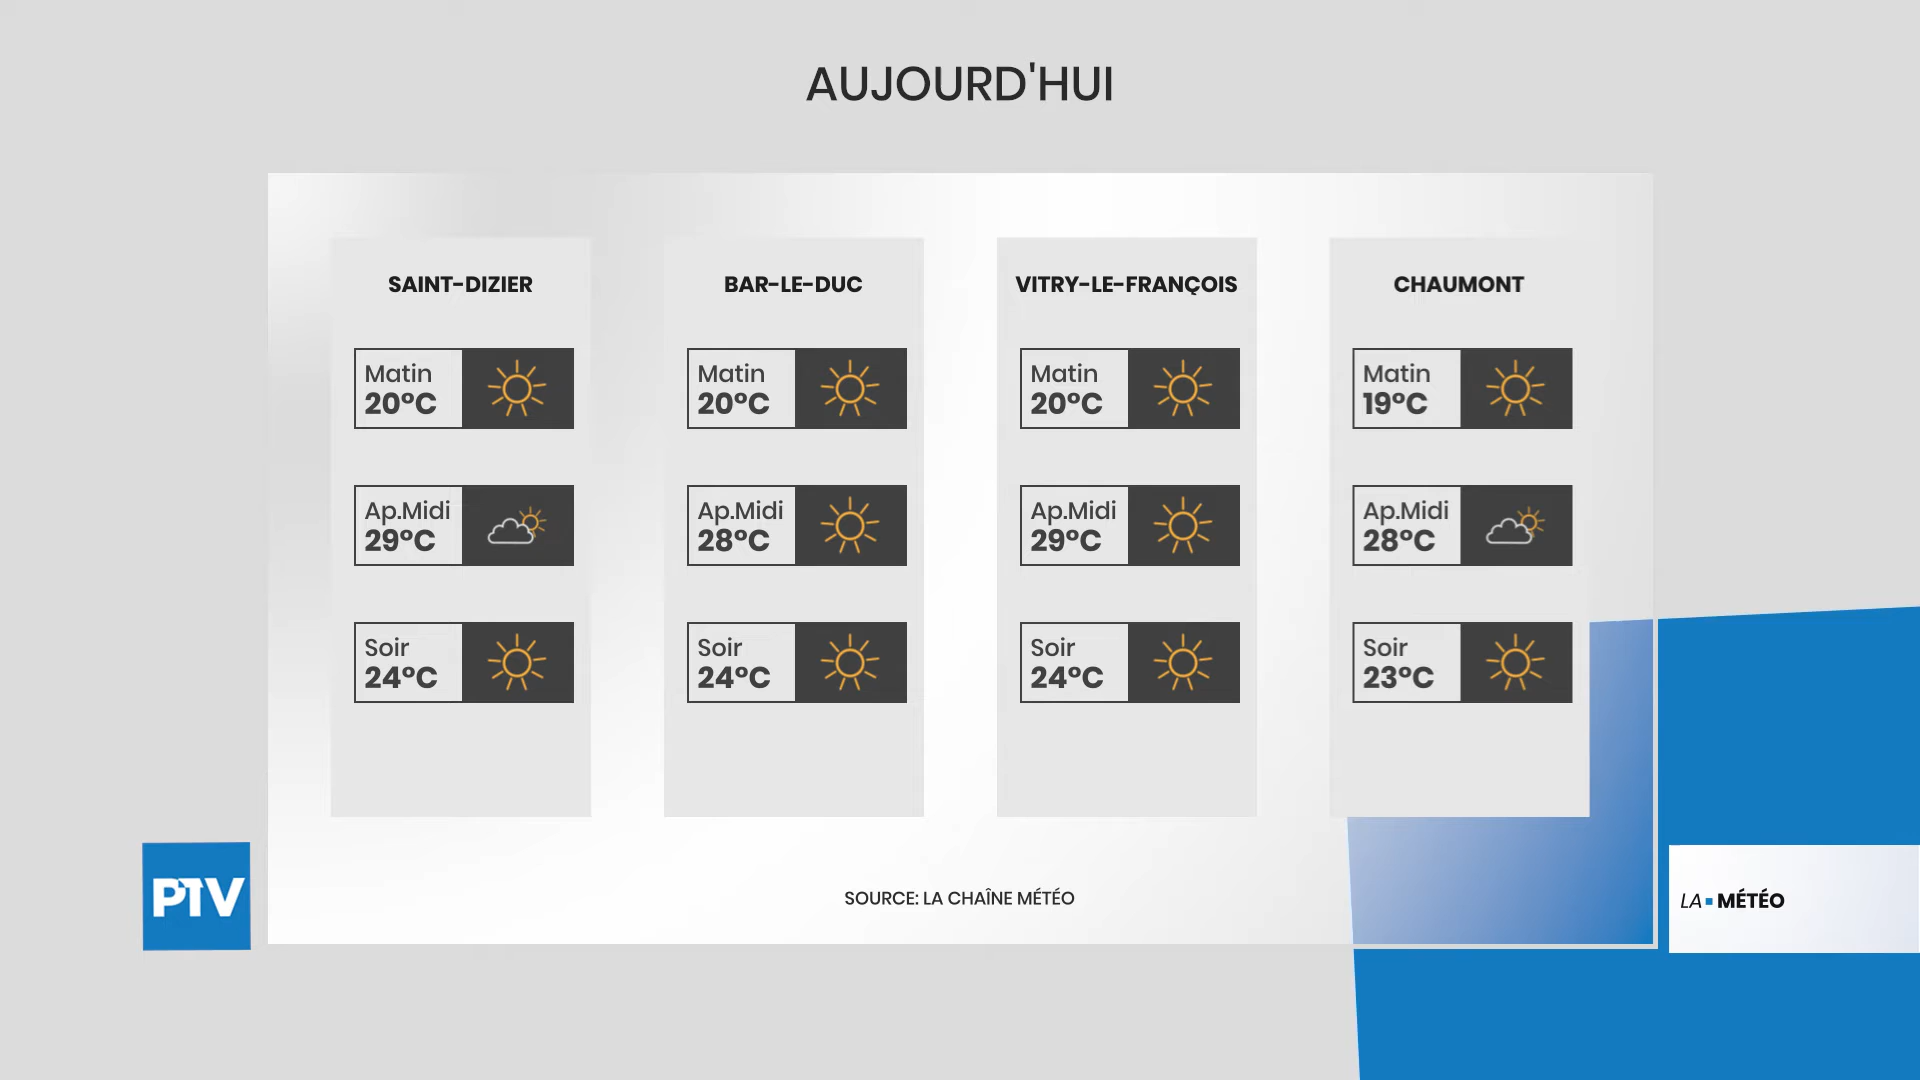 AUJOURD'HUI
SAINT-DIZIER
Matin
20°C
Ap.Midi
29°C
Soir
24°C
BAR-LE-DUC
Matin
20°C
Ap.Midi
28°C
Soir
24°C
VITRY-LE-FRANÇOIS
Matin
20°C
Ap.Midi
29°C
Soir
24°C
CHAUMONT
Matin
19°C
Ap.Midi
28°C
Soir
23°C
SOURCE: LA CHAÎNE MÉTÉO
PTV
LA MÉTÉO